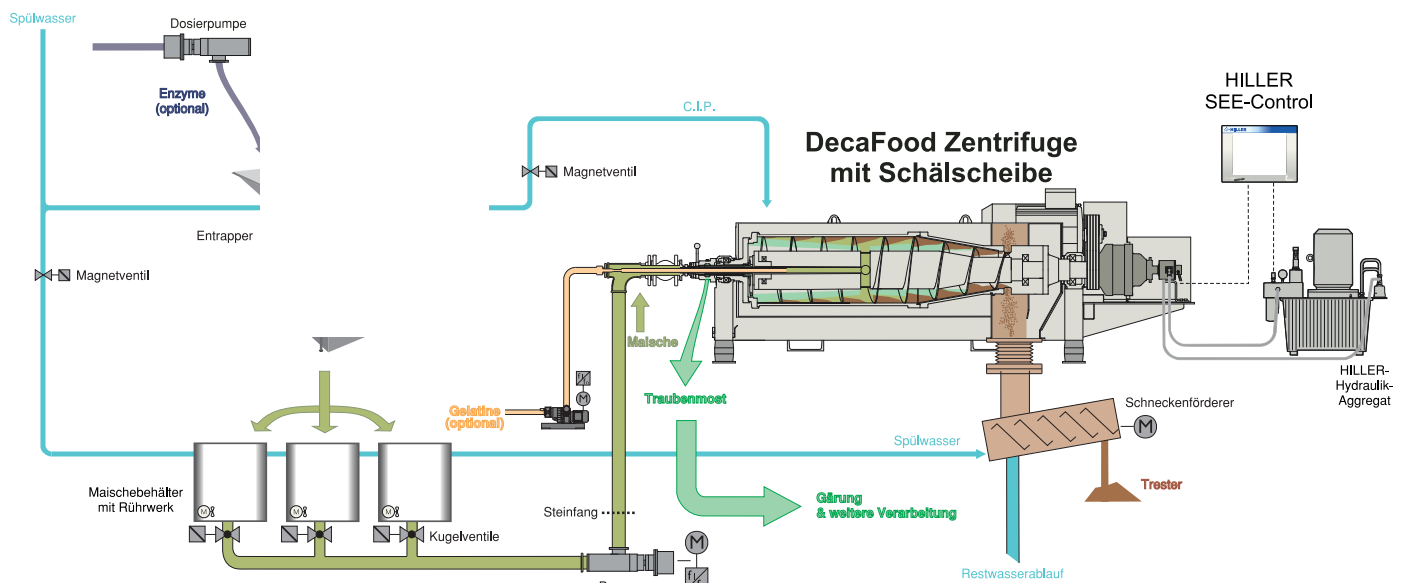 Spülwasser
Dosierpumpe
Enzyme
(optional)
C.I.P.
HILLER
SEE-Control
HILLER
DecaFood Zentrifuge
mit Schälscheibe
Magnetventil
Entrapper
Magnetventil
Maische
Traubenmost
Gelatine
(optional)
f
M
HILLER-
Hydraulik-
Aggregat
Schneckenförderer
M
Spülwasser
Trester
Maischebehälter
mit Rührwerk
M
M
M
Kugelventile
Steinfang
Gärung
& weitere Verarbeitung
M
f
Restwasserablauf